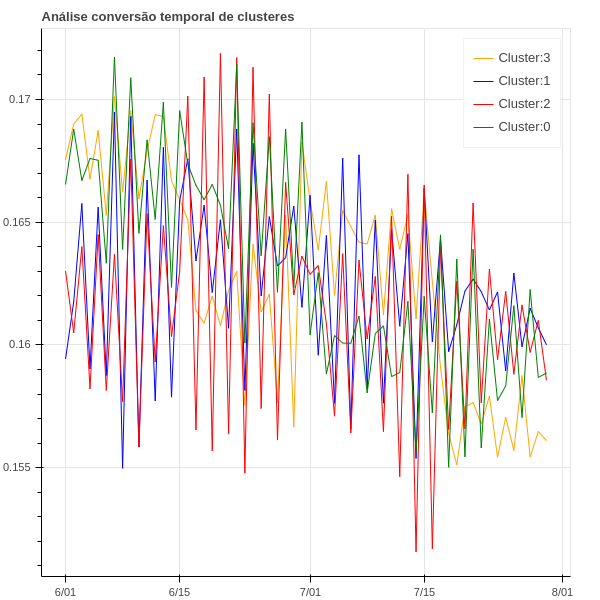 Análise conversão temporal de clusteres
Cluster:3
Cluster:1
Cluster:2
Cluster:0
0.17
0.165
0.16
0.155
6/01
6/15
7/01
7/15
8/01